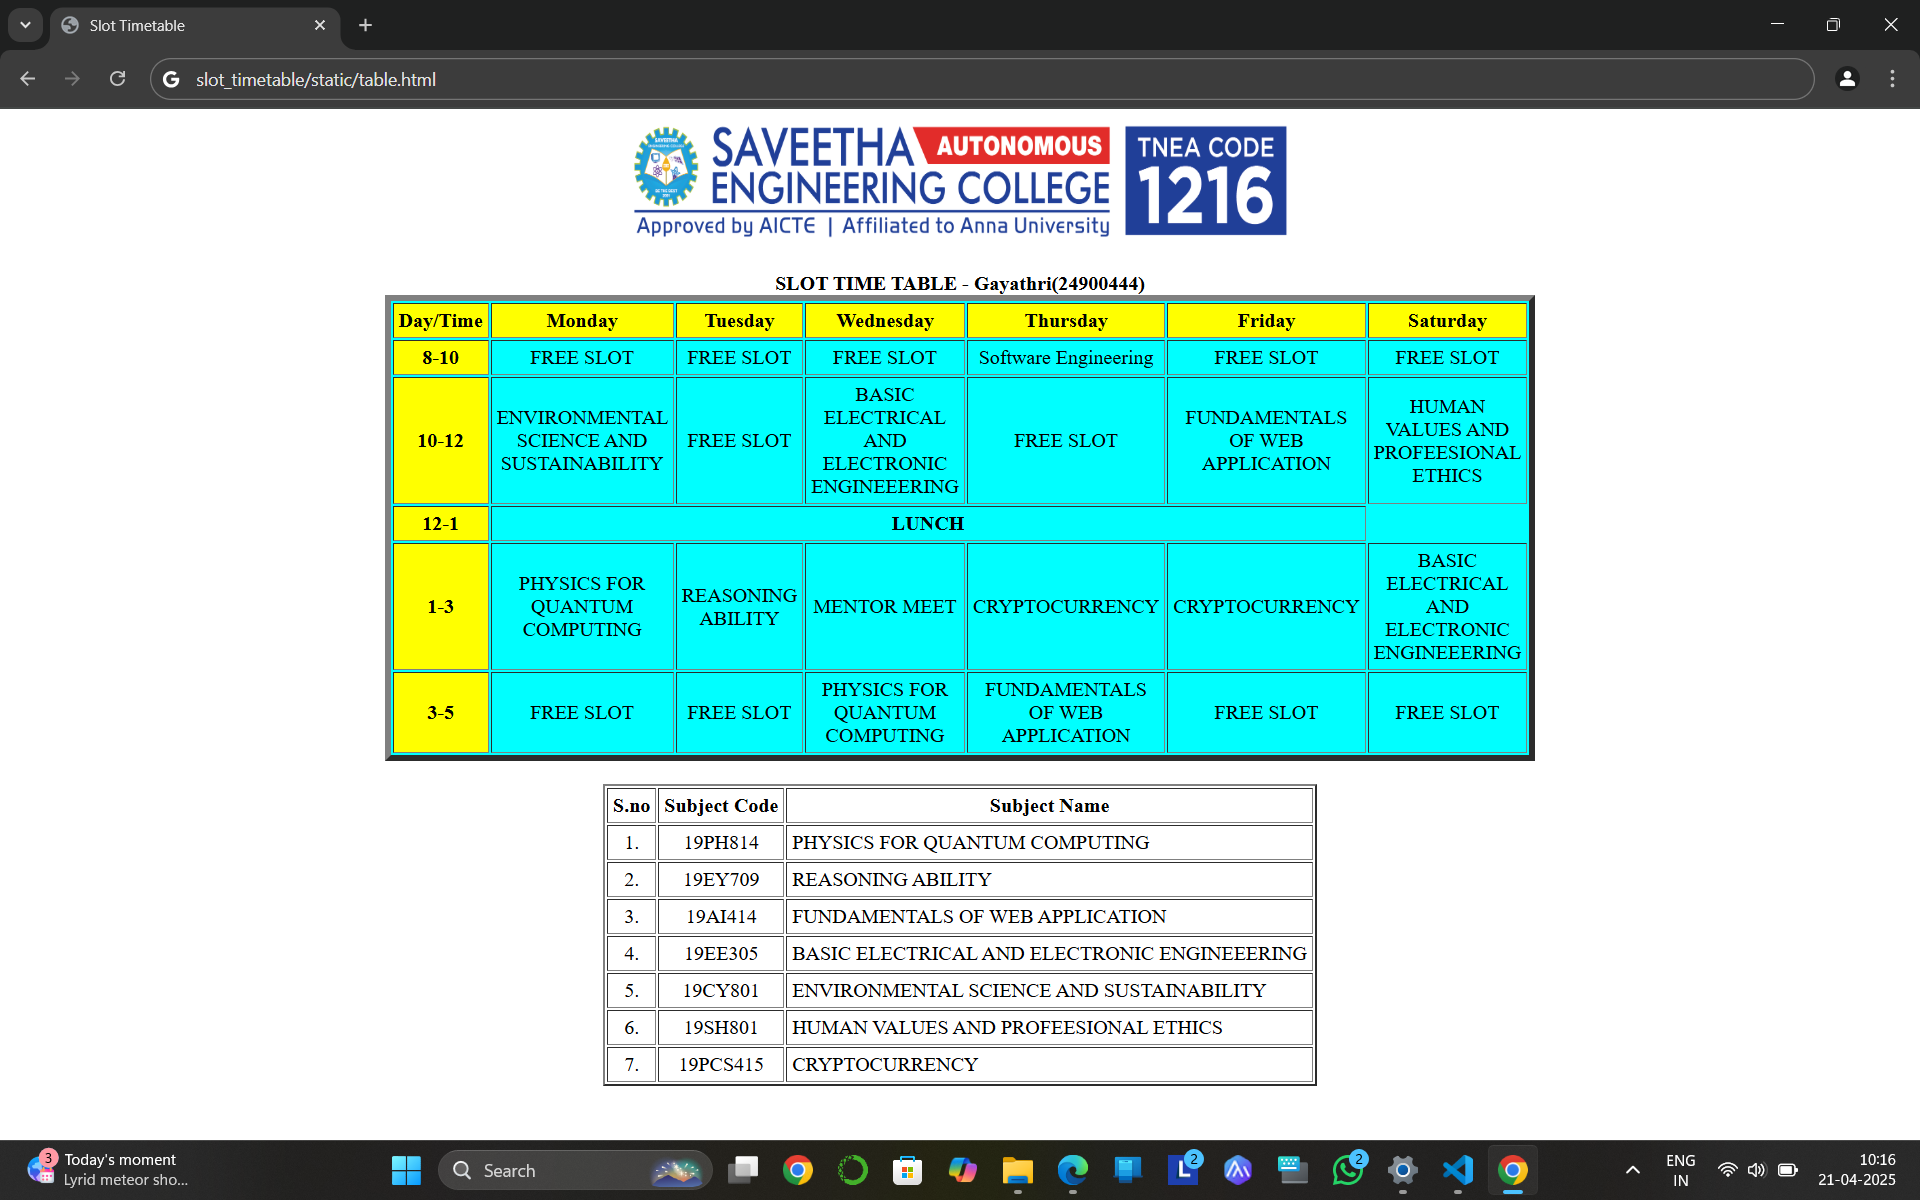 Slot Timetable
slot_timetable/static/table.html
SAVEETHA AUTONOMOUS
ENGINEERING COLLEGE
Approved by AICTE | Affiliated to Anna University
TNEA CODE
1216
SLOT TIME TABLE - Gayathri(24900444)
Day/Time Monday Tuesday Wednesday Thursday Friday Saturday
8-10 FREE SLOT FREE SLOT FREE SLOT Software Engineering FREE SLOT FREE SLOT
10-12
ENVIRONMENTAL
SCIENCE AND
SUSTAINABILITY
FREE SLOT
BASIC
ELECTRICAL
AND
ELECTRONIC
ENGINEEERING
FREE SLOT
FUNDAMENTALS
OF WEB
APPLICATION
HUMAN
VALUES AND
PROFEESIONAL
ETHICS
12-1 LUNCH
1-3
PHYSICS FOR
QUANTUM
COMPUTING
REASONING
ABILITY
MENTOR MEET
CRYPTOCURRENCY
CRYPTOCURRENCY
BASIC
ELECTRICAL
AND
ELECTRONIC
ENGINEEERING
3-5
FREE SLOT
FREE SLOT
PHYSICS FOR
QUANTUM
COMPUTING
FUNDAMENTALS
OF WEB
APPLICATION
FREE SLOT
FREE SLOT
S.no Subject Code Subject Name
1. 19PH814 PHYSICS FOR QUANTUM COMPUTING
2. 19EY709 REASONING ABILITY
3. 19AI414 FUNDAMENTALS OF WEB APPLICATION
4. 19EE305 BASIC ELECTRICAL AND ELECTRONIC ENGINEEERING
5. 19CY801 ENVIRONMENTAL SCIENCE AND SUSTAINABILITY
6. 19SH801 HUMAN VALUES AND PROFEESIONAL ETHICS
7. 19PCS415 CRYPTOCURRENCY
3
Today's moment
Lyrid meteor sho...
Search
2
2
ENG
IN
10:16
21-04-2025